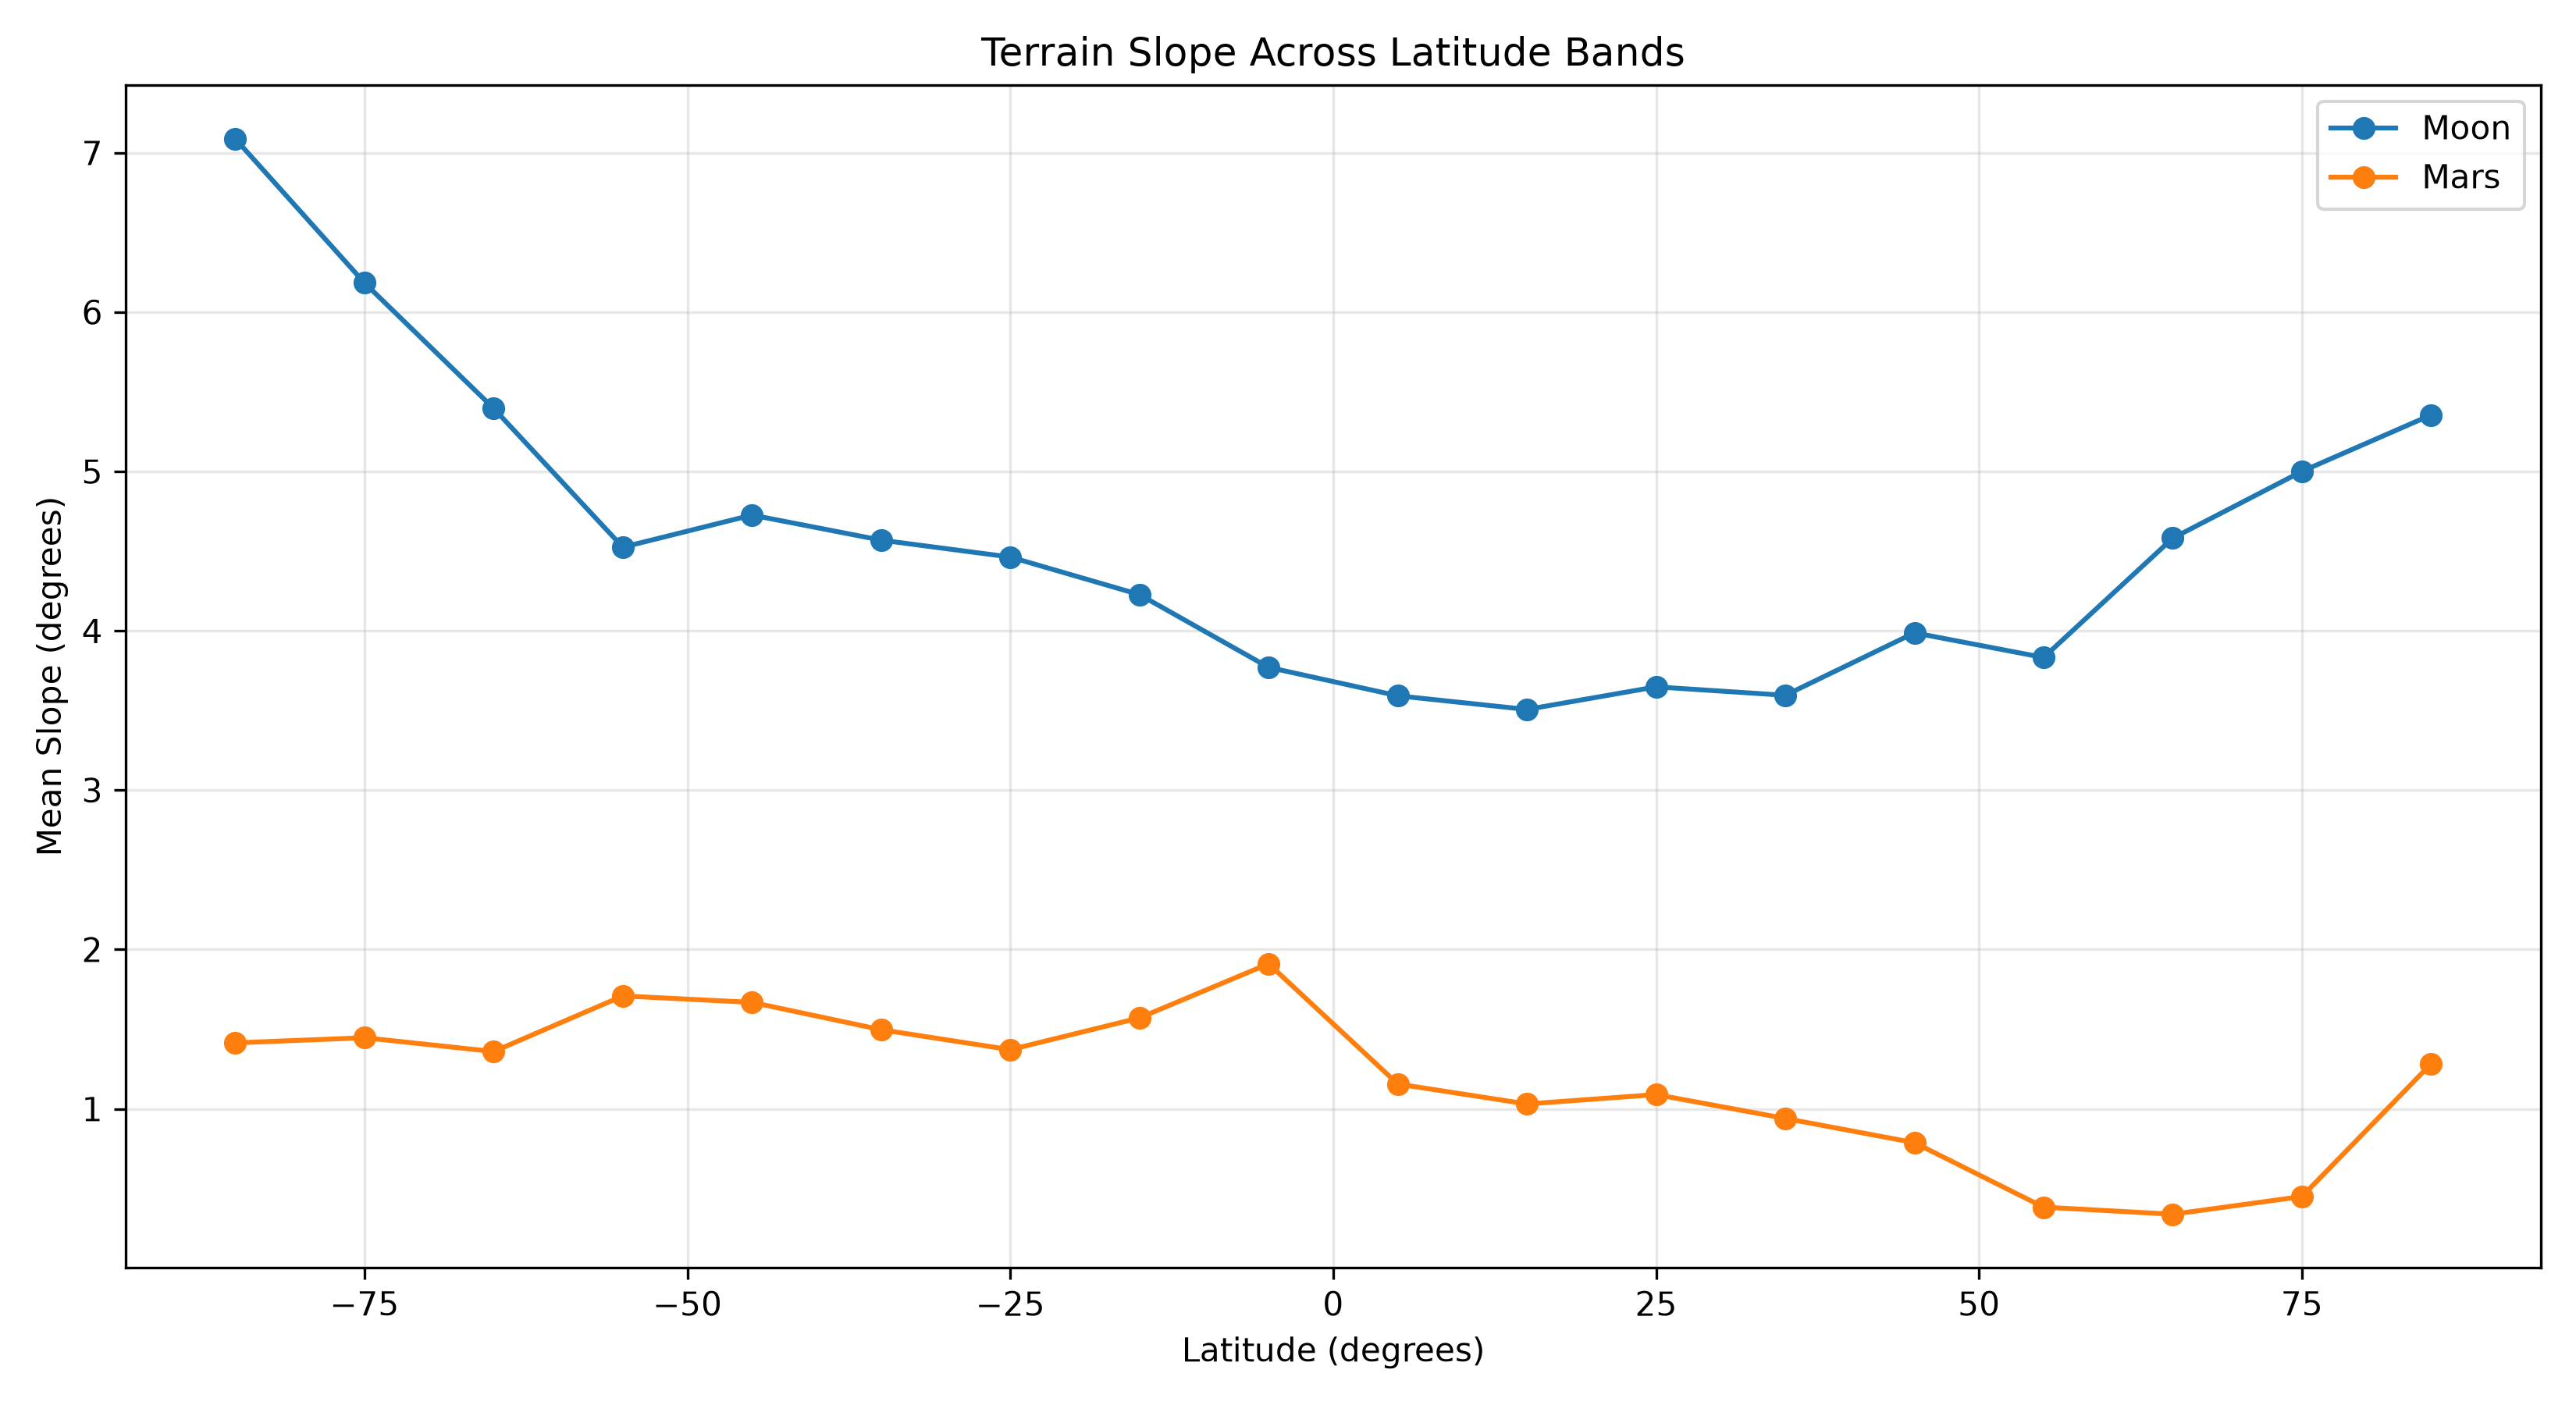 Terrain Slope Across Latitude Bands
Moon
Mars
Mean Slope (degrees)
7
6
5
4
3
2
1
−75
−50
−25
0
25
50
75
Latitude (degrees)